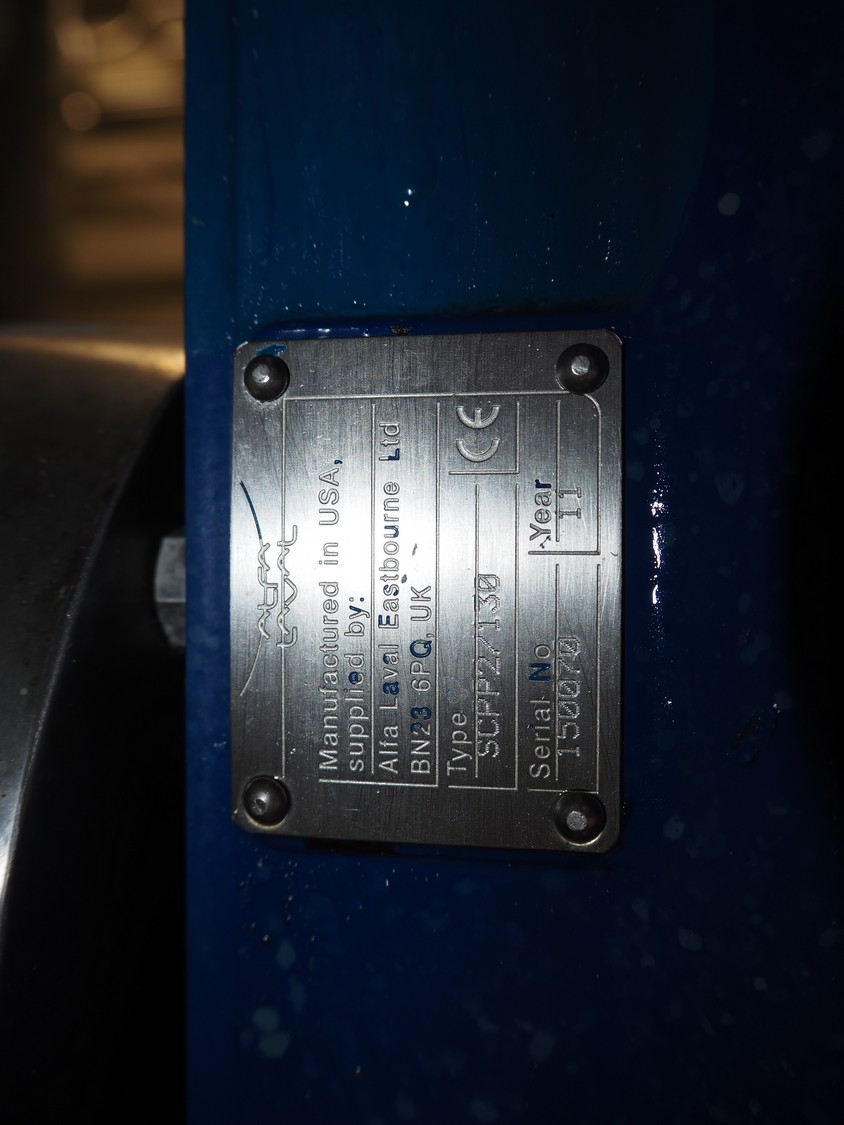 Alfa
Laval
Manufactured in USA,
supplied by:
Alfa Laval Eastbourne Ltd
BN23 6PQ, UK
Type
SCPP2/130
CE
Serial No
Year
150070
11